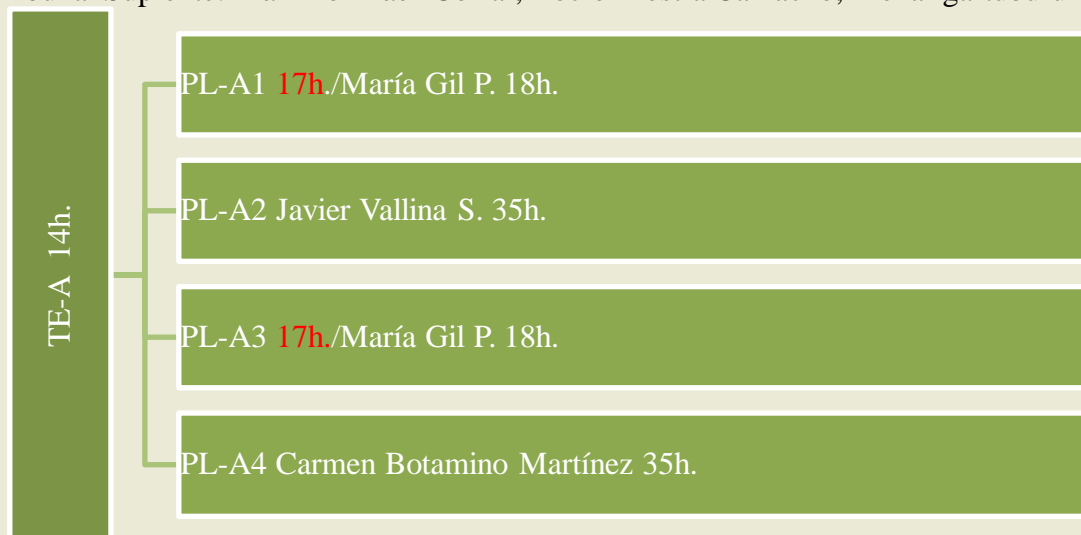 TE-A 14h.
PL-A1 17h./María Gil P. 18h.
PL-A2 Javier Vallina S. 35h.
PL-A3 17h./María Gil P. 18h.
PL-A4 Carmen Botamino Martínez 35h.